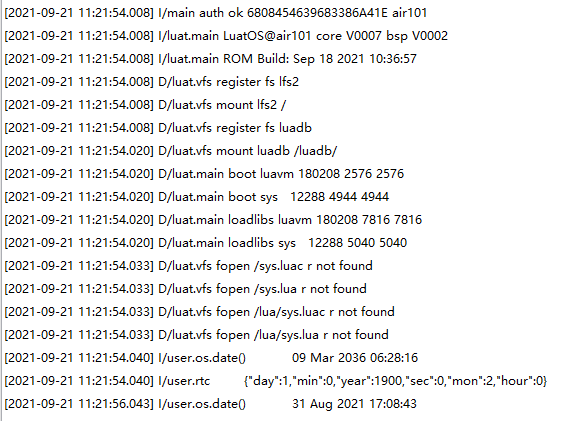 [2021-09-21 11:21:54.008] I/main auth ok 6808454639683386A41E air101
[2021-09-21 11:21:54.008] I/luat.main LuatOS@air101 core V0007 bsp V0002
[2021-09-21 11:21:54.008] I/luat.main ROM Build: Sep 18 2021 10:36:57
[2021-09-21 11:21:54.008] D/luat.vfs register fs lfs2
[2021-09-21 11:21:54.008] D/luat.vfs mount lfs2 /
[2021-09-21 11:21:54.008] D/luat.vfs register fs luadb
[2021-09-21 11:21:54.020] D/luat.vfs mount luadb /luadb/
[2021-09-21 11:21:54.020] D/luat.main boot luavm 180208 2576 2576
[2021-09-21 11:21:54.020] D/luat.main boot sys   12288 4944 4944
[2021-09-21 11:21:54.020] D/luat.main loadlibs luavm 180208 7816 7816
[2021-09-21 11:21:54.020] D/luat.main loadlibs sys   12288 5040 5040
[2021-09-21 11:21:54.033] D/luat.vfs fopen /sys.luac r not found
[2021-09-21 11:21:54.033] D/luat.vfs fopen /sys.lua r not found
[2021-09-21 11:21:54.033] D/luat.vfs fopen /lua/sys.luac r not found
[2021-09-21 11:21:54.033] D/luat.vfs fopen /lua/sys.lua r not found
[2021-09-21 11:21:54.040] I/user.os.date()	09 Mar 2036 06:28:16
[2021-09-21 11:21:54.040] I/user.rtc	{"day":1,"min":0,"year":1900,"sec":0,"mon":2,"hour":0}
[2021-09-21 11:21:56.043] I/user.os.date()	31 Aug 2021 17:08:43